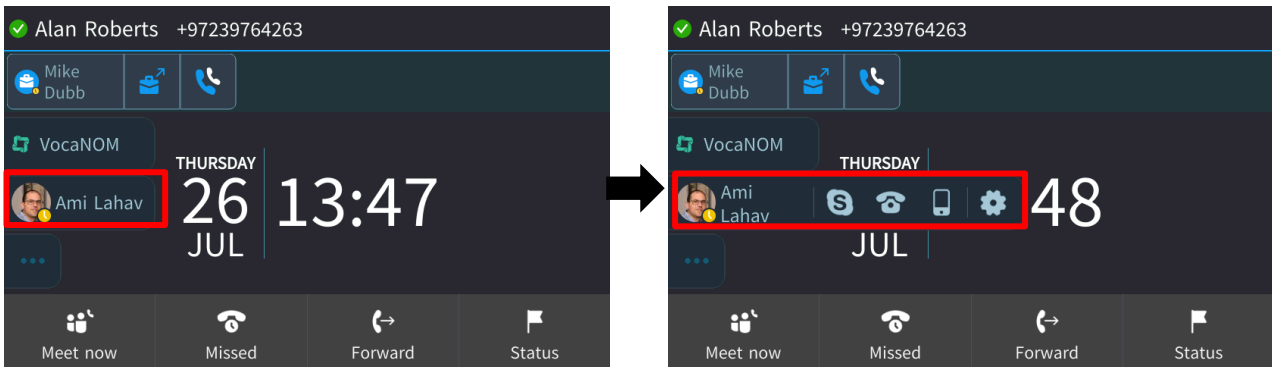 Alan Roberts +97239764263
Mike
Dubb
VocaNOM
THURSDAY
Ami Lahav
26
13:47
JUL
Meet now
Missed
Forward
Status
Alan Roberts +97239764263
Mike
Dubb
VocaNOM
THURSDAY
Ami
Lahav
48
JUL
Meet now
Missed
Forward
Status